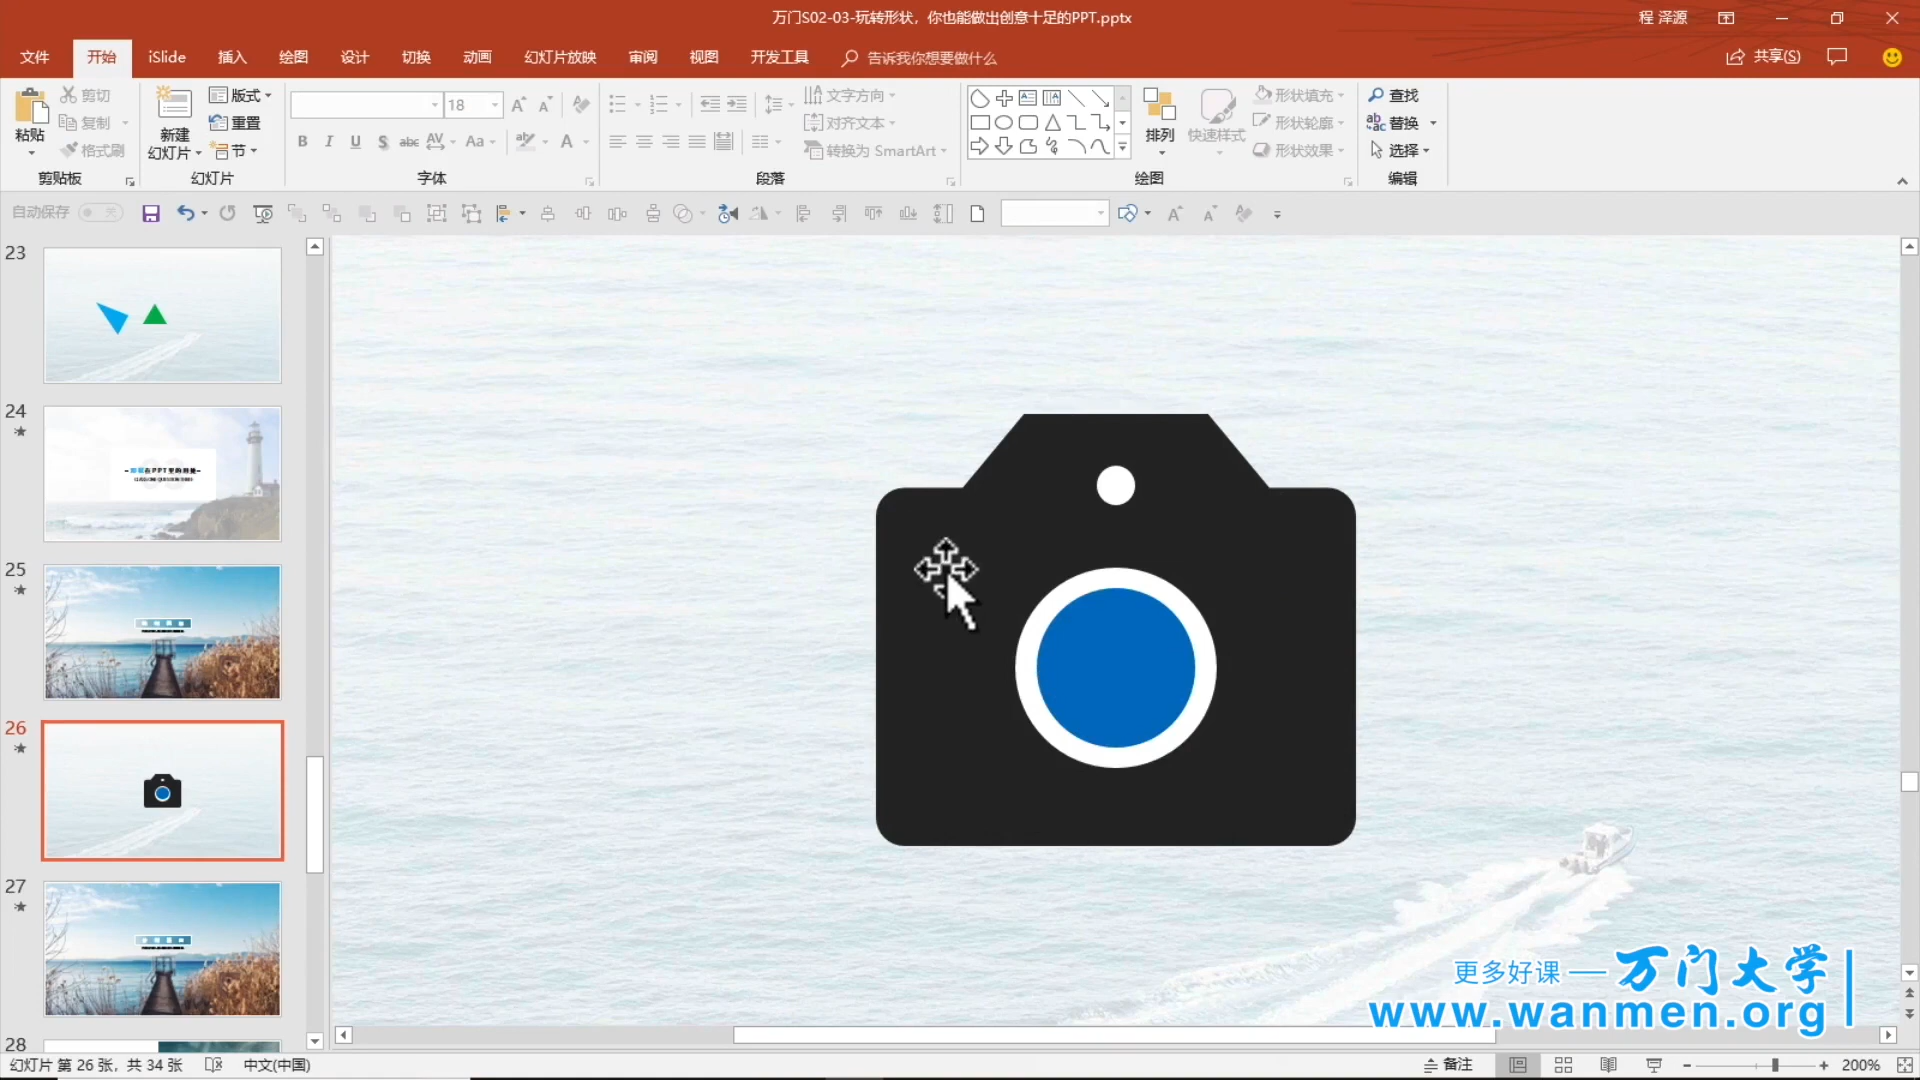 万门S02-03-玩转形状，你也能做出创意十足的PPT.pptx
程 泽源
文件 开始 iSlide 插入 绘图 设计 切换 动画 幻灯片放映 审阅 视图 开发工具 告诉我你想要做什么
共享(S)
粘贴
剪切
复制
格式刷
剪贴板
新建
幻灯片
版式
重置
节
幻灯片
18
B I U S abc AV Aa A
字体
文字方向
对齐文本
转换为 SmartArt
段落
排列
快速样式
形状填充
形状轮廓
形状效果
绘图
查找
替换
选择
编辑
自动保存 关
23
24
25
26
27
28
更多好课 — 万门大学
www.wanmen.org
幻灯片 第 26 张，共 34 张
中文(中国)
备注
200%